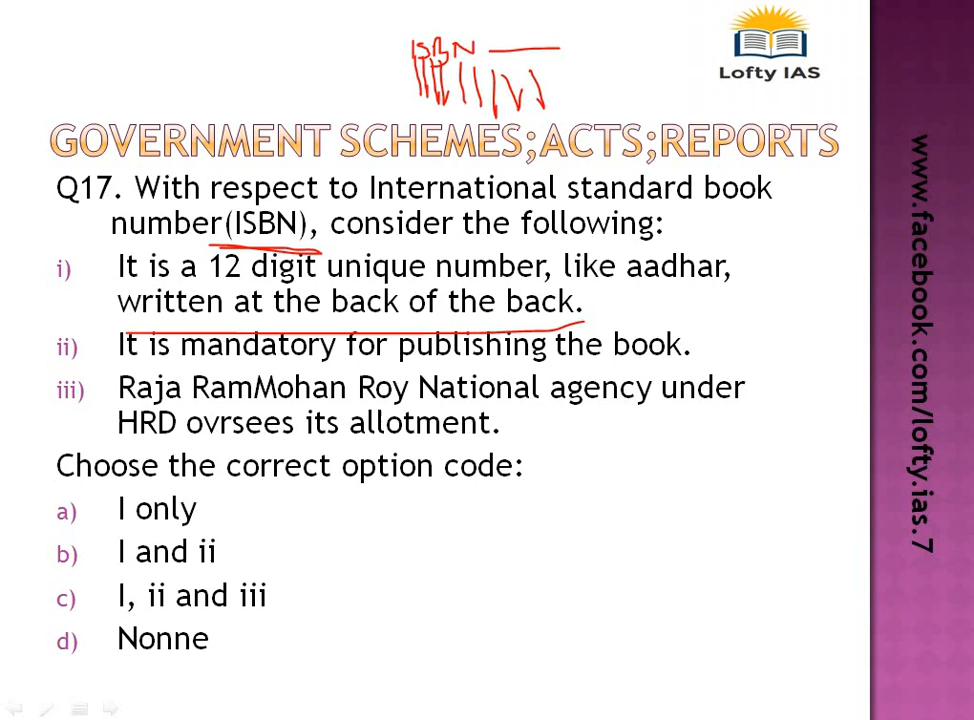 ISBN
Lofty IAS
GOVERNMENT SCHEMES;ACTS;REPORTS
Q17. With respect to International standard book
number(ISBN), consider the following:
i) It is a 12 digit unique number, like aadhar,
written at the back of the back.
ii) It is mandatory for publishing the book.
iii) Raja RamMohan Roy National agency under
HRD ovrsees its allotment.
Choose the correct option code:
a) I only
b) I and ii
c) I, ii and iii
d) Nonne
www.facebook.com/lofty.ias.7